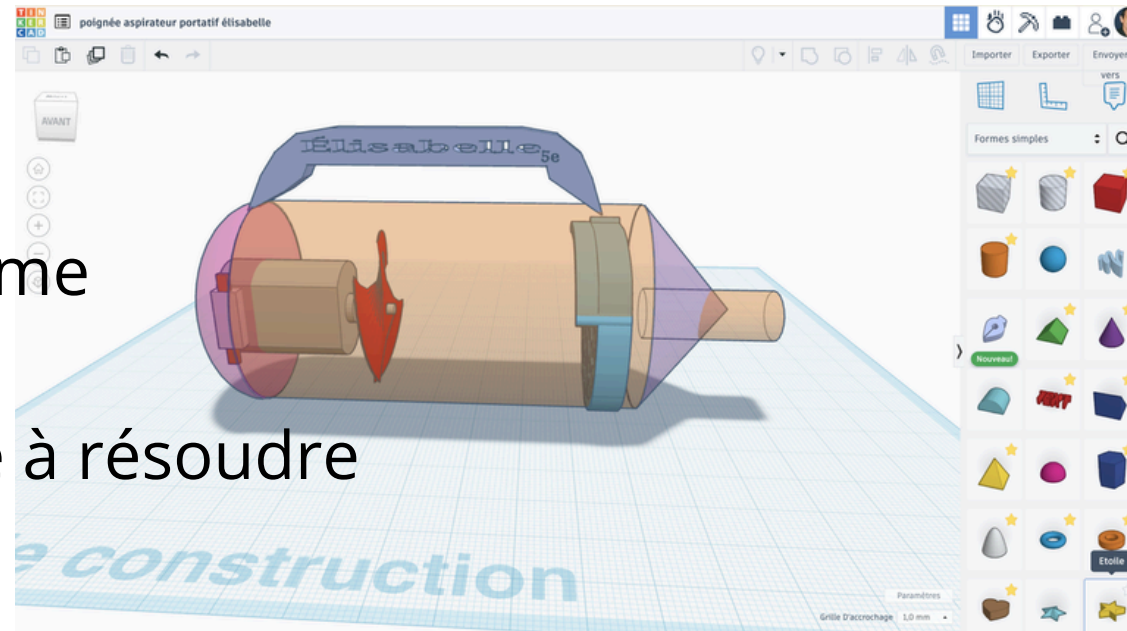 TIN
KER
CAD
poignée aspirateur portatif élisabelle
Importer
Exporter
Envoyer
vers
AVANT
Formes simples
Élisabelle 5e
me
Nouveau!
TEXT
à résoudre
construction
Etoile
Paramètres
Grille D'accrochage 1,0 mm